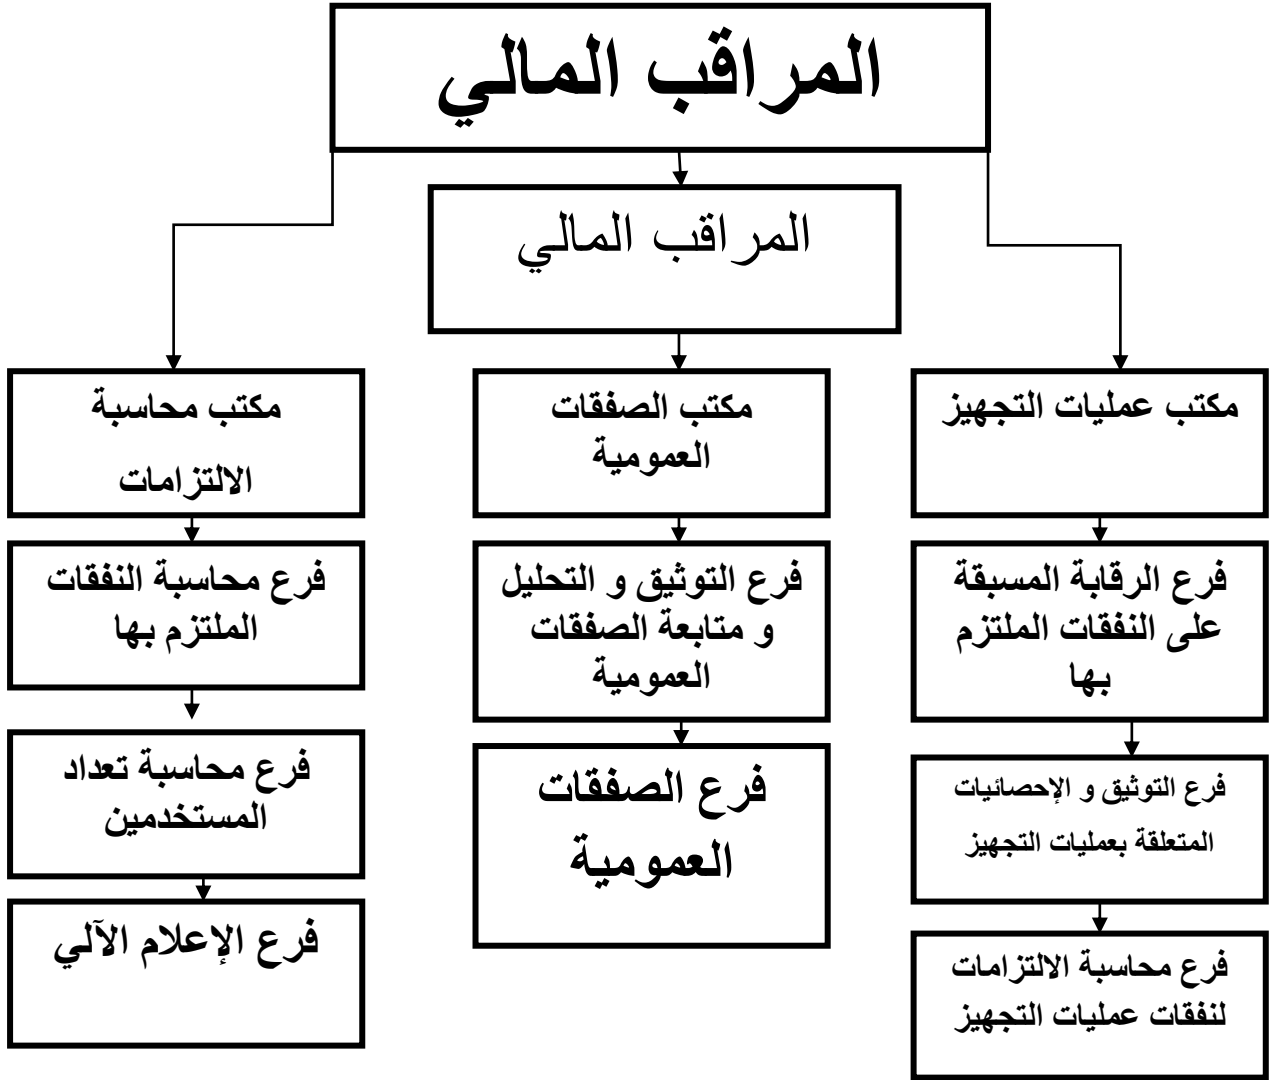 المراقب المالي
المراقب المالي
مكتب عمليات التجهيز
مكتب الصفقات
العمومية
مكتب محاسبة
الالتزامات
فرع الرقابة المسبقة
على النفقات الملتزم
بها
فرع التوثيق و التحليل
و متابعة الصفقات
العمومية
فرع محاسبة النفقات
الملتزم بها
فرع التوثيق و الإحصائيات
المتعلقة بعمليات التجهيز
فرع الصفقات
العمومية
فرع محاسبة تعداد
المستخدمين
فرع محاسبة الالتزامات
لنفقات عمليات التجهيز
فرع الإعلام الآلي